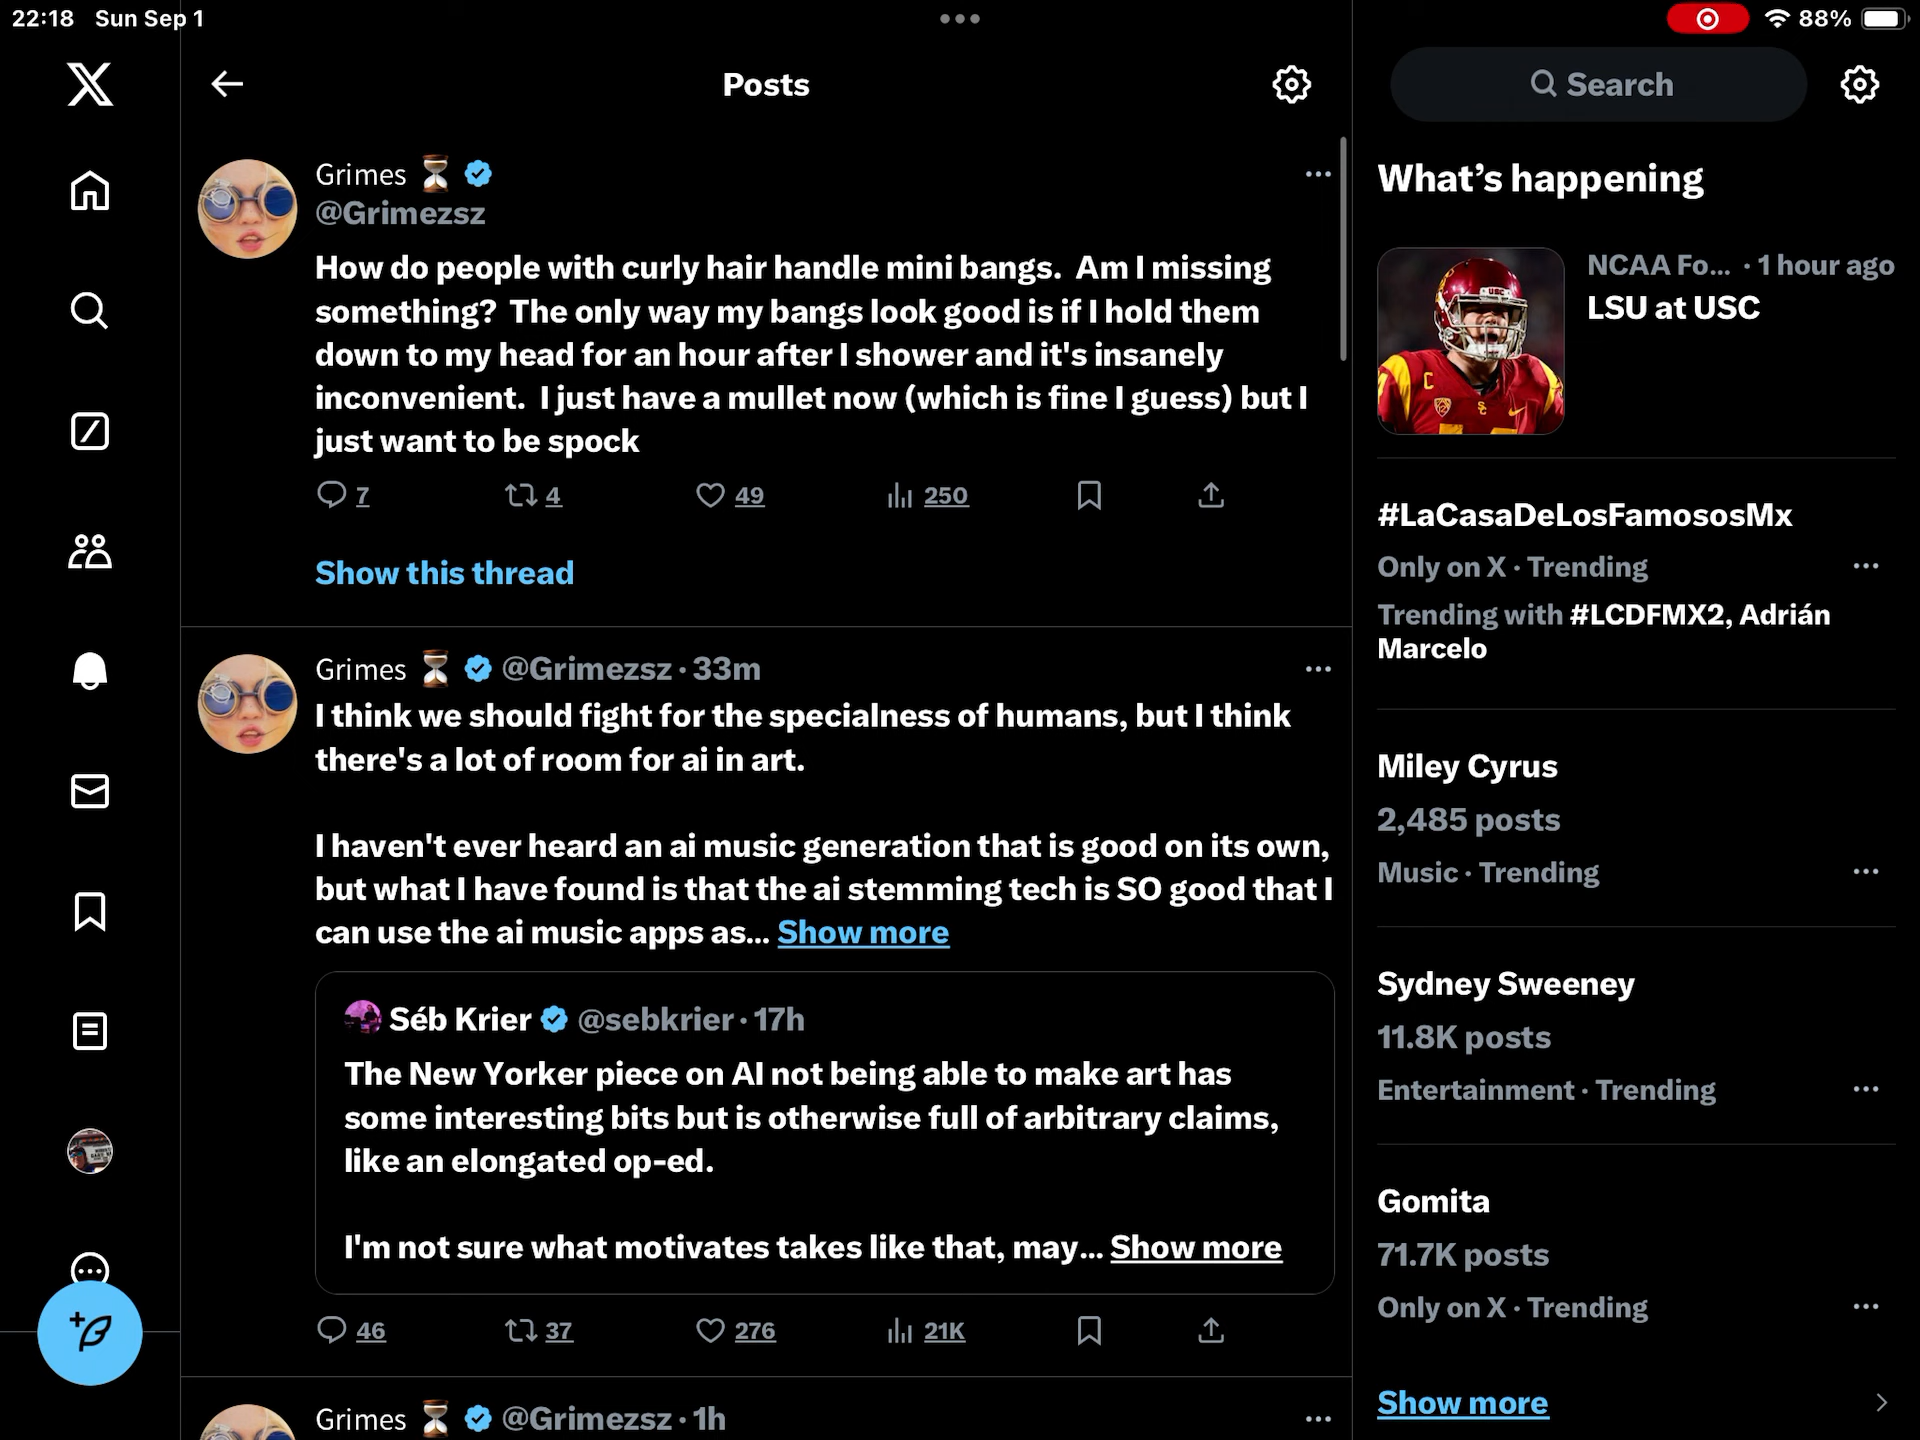 22:18 Sun Sep 1
88%
Posts
Search
Grimes ⏳
@Grimezsz
How do people with curly hair handle mini bangs.  Am I missing
something?  The only way my bangs look good is if I hold them
down to my head for an hour after I shower and it's insanely
inconvenient.  I just have a mullet now (which is fine I guess) but I
just want to be spock
7 4 49 250
Show this thread
Grimes ⏳ @Grimezsz · 33m
I think we should fight for the specialness of humans, but I think
there's a lot of room for ai in art.
I haven't ever heard an ai music generation that is good on its own,
but what I have found is that the ai stemming tech is SO good that I
can use the ai music apps as... Show more
Séb Krier @sebkrier · 17h
The New Yorker piece on AI not being able to make art has
some interesting bits but is otherwise full of arbitrary claims,
like an elongated op-ed.
I'm not sure what motivates takes like that, may... Show more
46 37 276 21K
Grimes ⏳ @Grimezsz · 1h
What's happening
NCAA Fo... · 1 hour ago
LSU at USC
#LaCasaDeLosFamososMx
Only on X · Trending
Trending with #LCDFMX2, Adrián
Marcelo
Miley Cyrus
2,485 posts
Music · Trending
Sydney Sweeney
11.8K posts
Entertainment · Trending
Gomita
71.7K posts
Only on X · Trending
Show more